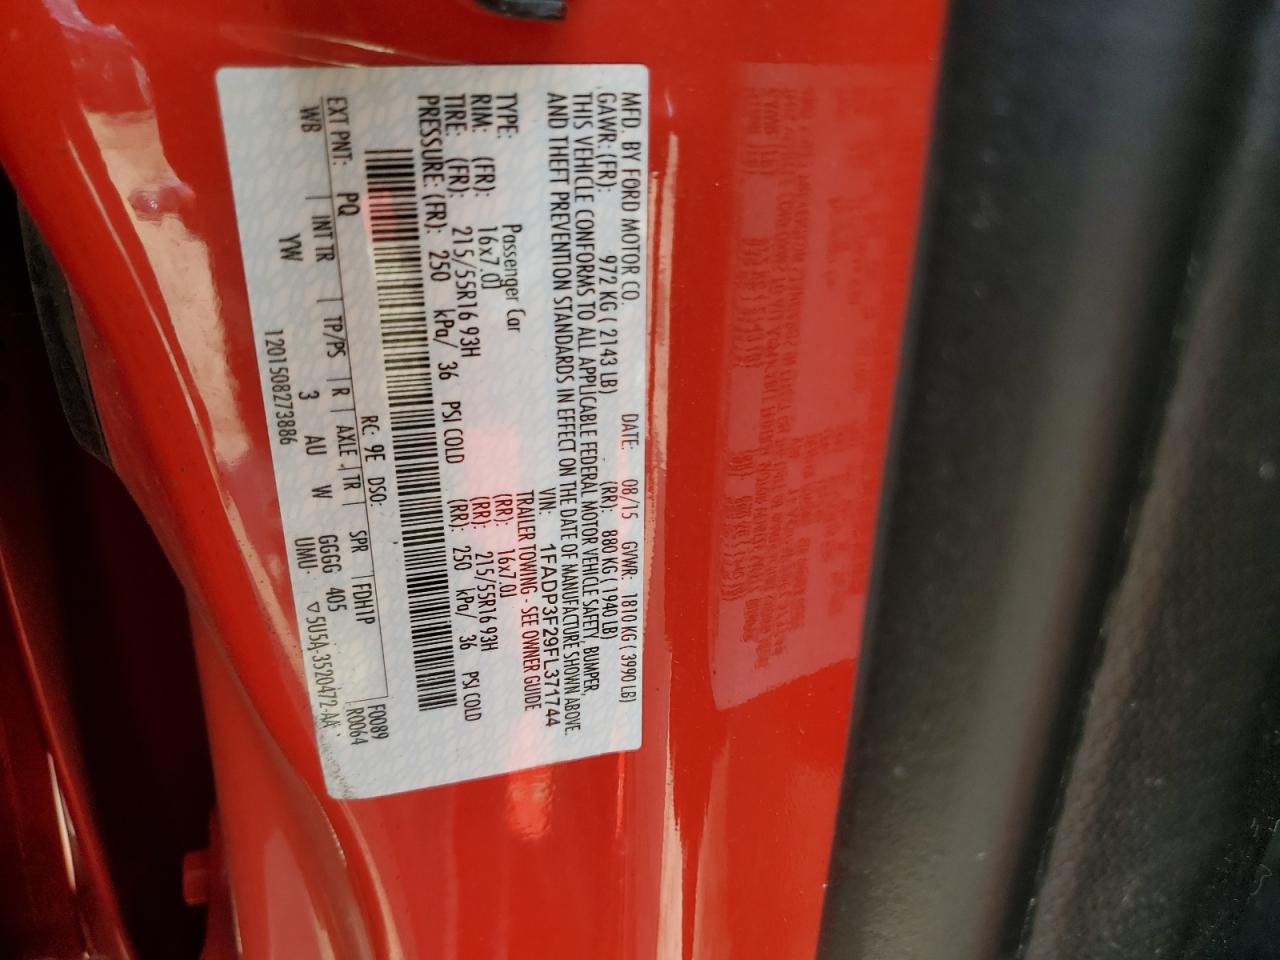 MFD. BY FORD MOTOR CO.
DATE: 08/15 GVWR: 1810 KG ( 3990 LB)
GAWR: (FR): 972 KG ( 2143 LB) (RR): 880 KG ( 1940 LB)
THIS VEHICLE CONFORMS TO ALL APPLICABLE FEDERAL MOTOR VEHICLE SAFETY, BUMPER,
AND THEFT PREVENTION STANDARDS IN EFFECT ON THE DATE OF MANUFACTURE SHOWN ABOVE.
VIN: 1FADP3F29FL371744
TYPE: Passenger Car TRAILER TOWING - SEE OWNER GUIDE
RIM: (FR): 16x7.0J (RR): 16x7.0J
TIRE: (FR): 215/55R16 93H (RR): 215/55R16 93H
PRESSURE: (FR): 250 kPa/ 36 PSI COLD (RR): 250 kPa/ 36 PSI COLD
RC: 9E DSO: F0089
EXT PNT: PQ FDH1P R0064
WB | INT TR | TP/PS | R | AXLE | TR | SPR
YW 3 AU W GGGG 405
UMU: ▽5U5A-3520472-AA
1201508273886